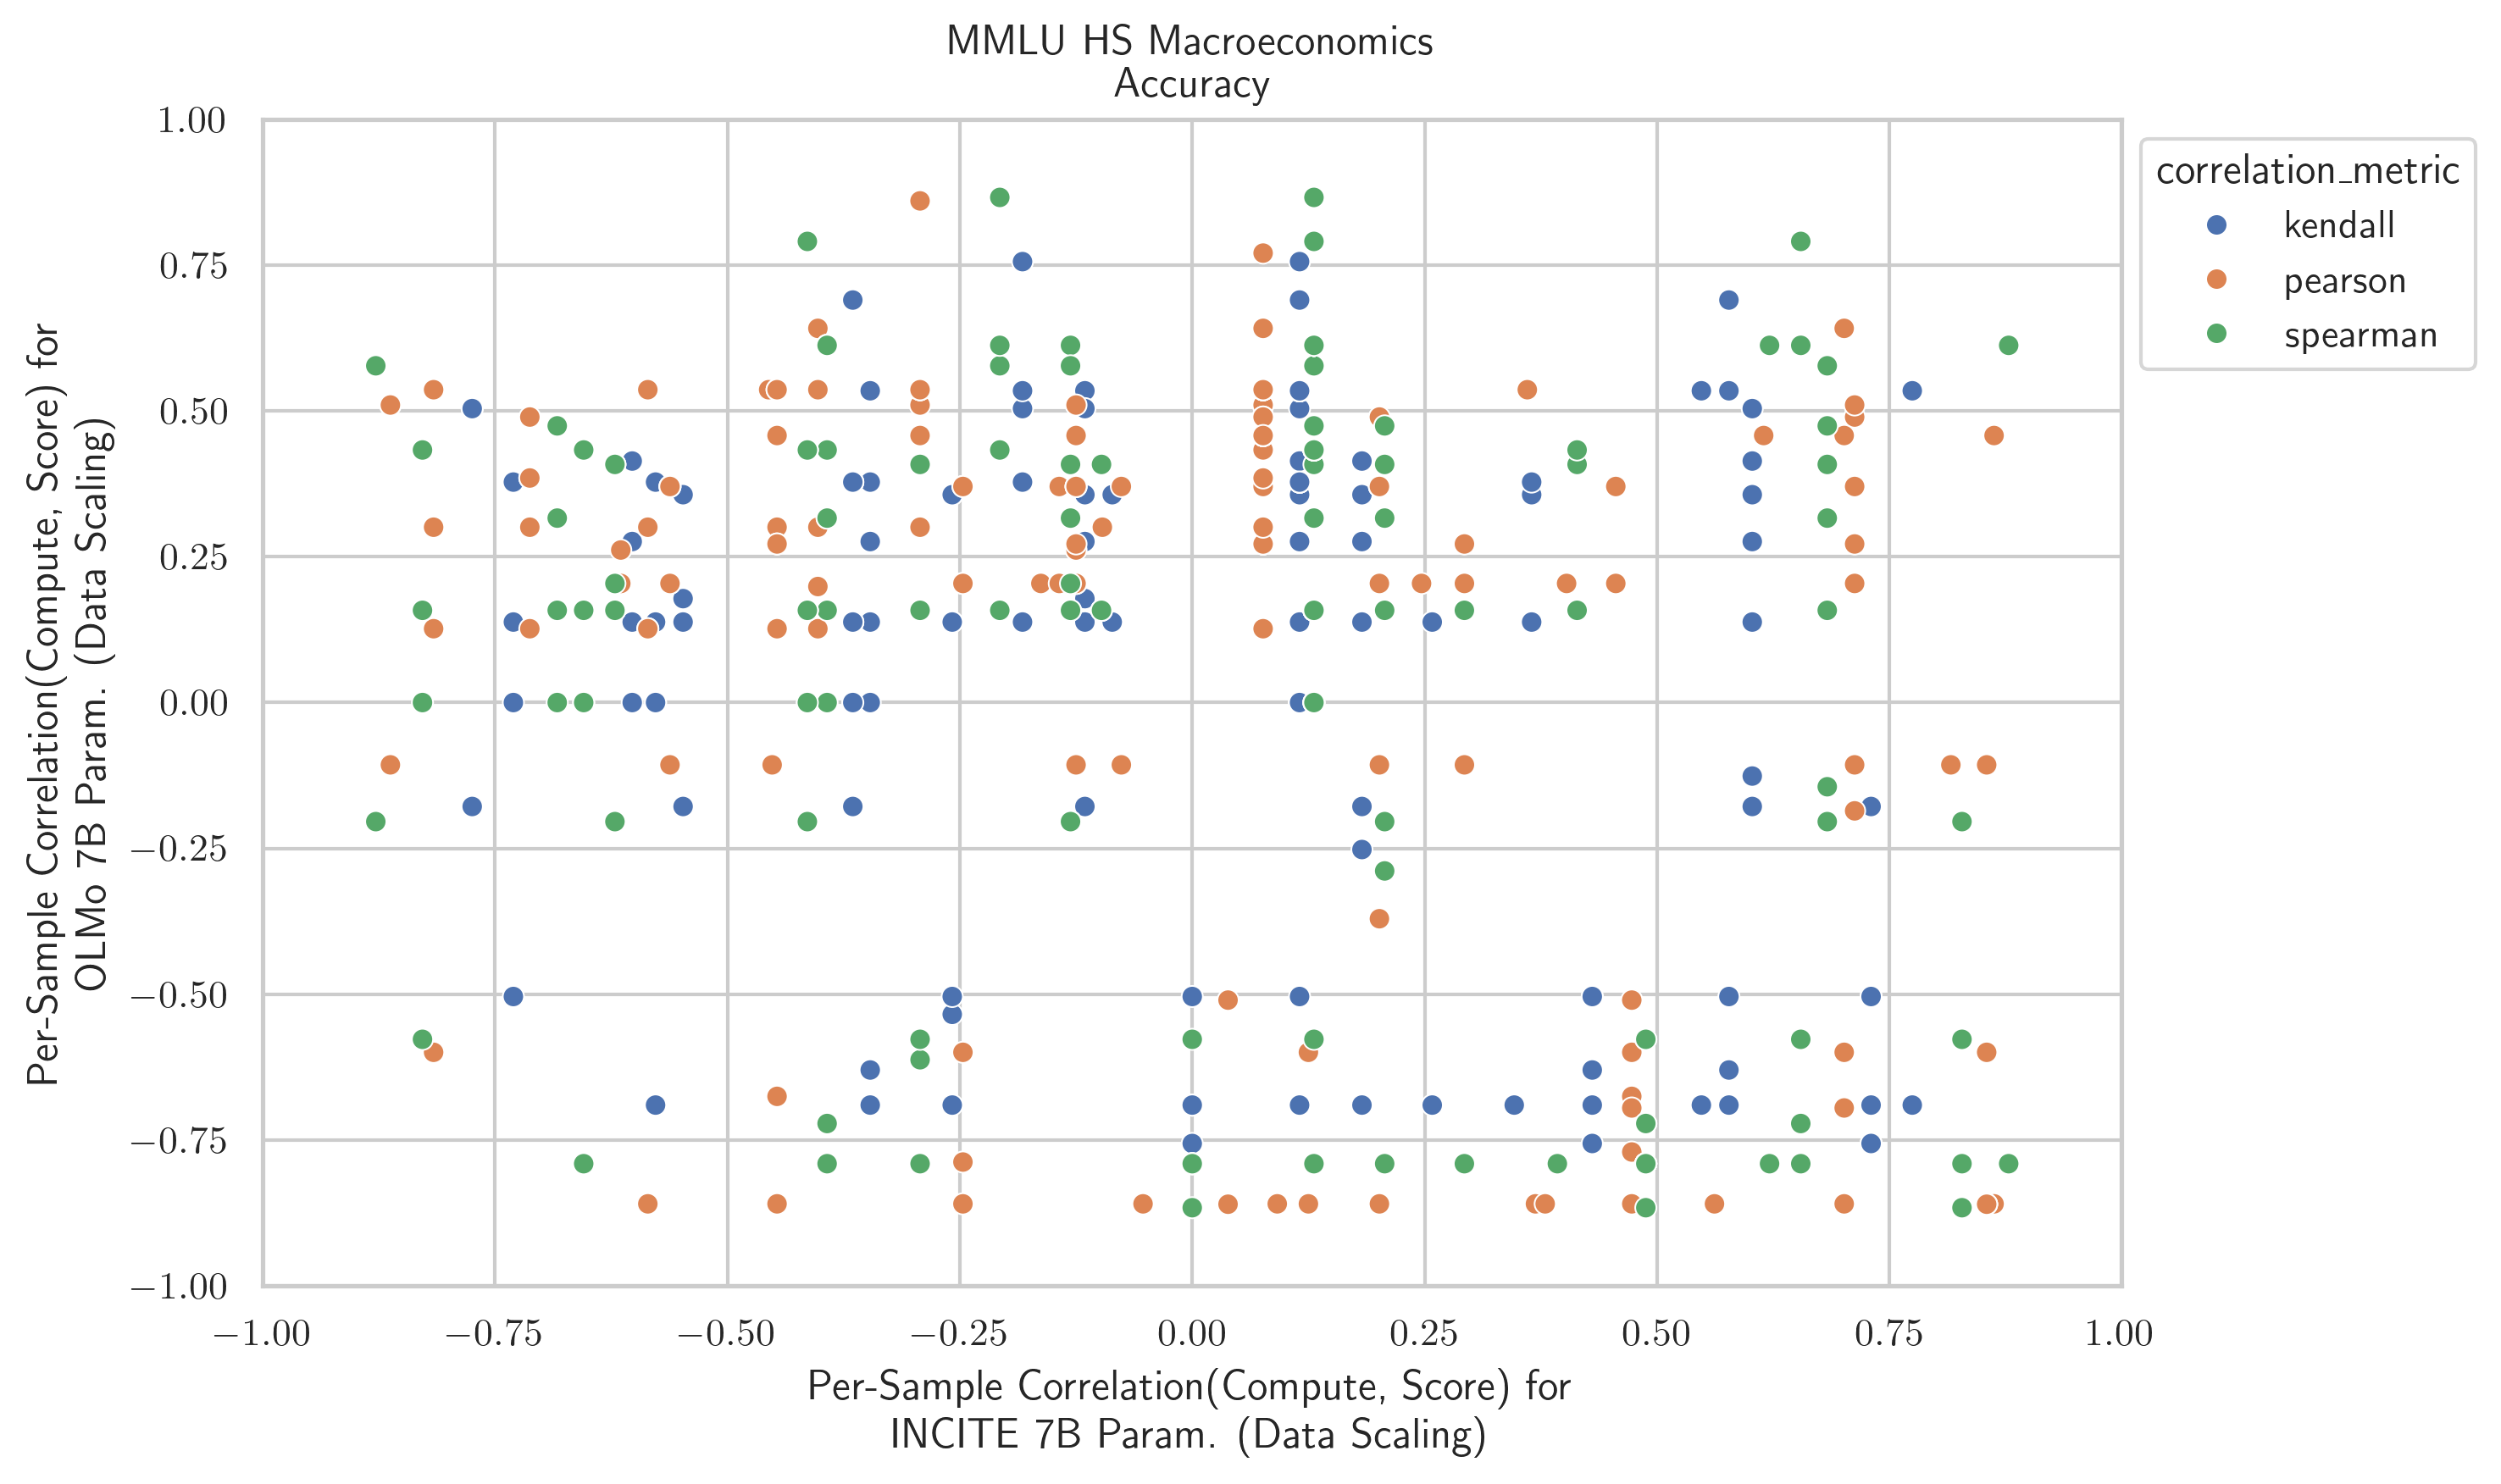 MMLU HS Macroeconomics
Accuracy
Per-Sample Correlation(Compute, Score) for
OLMo 7B Param. (Data Scaling)
1.00
0.75
0.50
0.25
0.00
−0.25
−0.50
−0.75
−1.00
−1.00
−0.75
−0.50
−0.25
0.00
0.25
0.50
0.75
1.00
Per-Sample Correlation(Compute, Score) for
INCITE 7B Param. (Data Scaling)
correlation_metric
kendall
pearson
spearman